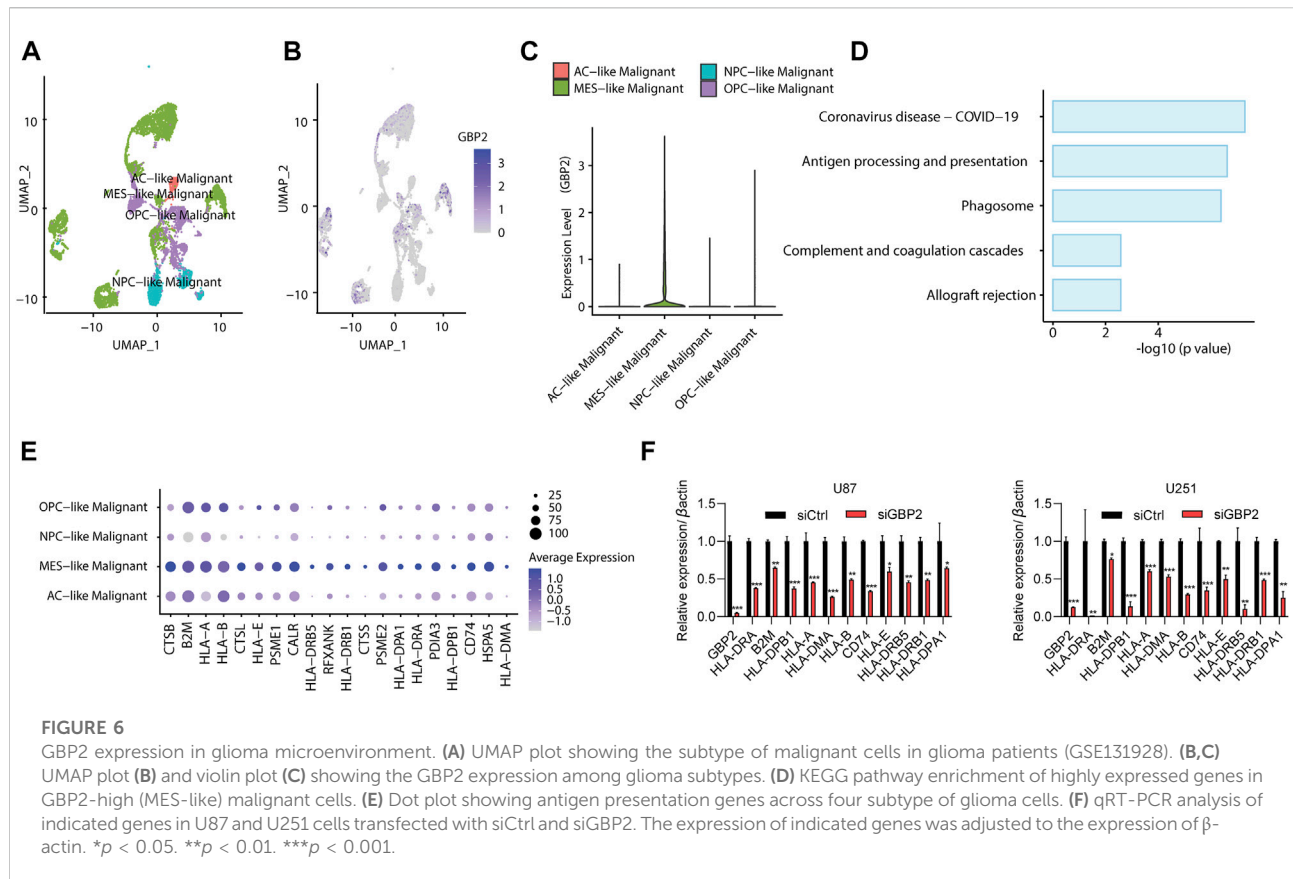 A
B
C
D
AC−like Malignant
NPC−like Malignant
MES−like Malignant
OPC−like Malignant
UMAP_2
10
0
−10
AC−like Malignant
MES−like Malignant
OPC−like Malignant
NPC−like Malignant
−10
0
10
UMAP_1
UMAP_2
10
0
−10
GBP2
3
2
1
0
−10
0
10
UMAP_1
Expression Level (GBP2)
3
2
1
0
AC−like Malignant
MES−like Malignant
NPC−like Malignant
OPC−like Malignant
Coronavirus disease − COVID−19
Antigen processing and presentation
Phagosome
Complement and coagulation cascades
Allograft rejection
0
2
4
-log10 (p value)
E
OPC−like Malignant
NPC−like Malignant
MES−like Malignant
AC−like Malignant
CTSB
B2M
HLA−A
HLA−B
CTSL
HLA−E
PSME1
CALR
HLA−DRB5
RFXANK
HLA−DRB1
CTSS
PSME2
HLA−DPA1
HLA−DRA
PDIA3
HLA−DPB1
CD74
HSPA5
HLA−DMA
25
50
75
100
Average Expression
1.0
0.5
0.0
−0.5
−1.0
F
U87
siCtrl
siGBP2
Relative expression/ βactin
1.5
1.0
0.5
0.0
***
***
**
***
***
***
**
***
*
**
**
*
GBP2
HLA-DRA
B2M
HLA-DPB1
HLA-A
HLA-DMA
HLA-B
CD74
HLA-E
HLA-DRB5
HLA-DRB1
HLA-DPA1
U251
siCtrl
siGBP2
Relative expression/ βactin
1.5
1.0
0.5
0.0
***
**
*
***
***
***
***
***
**
**
***
**
GBP2
HLA-DRA
B2M
HLA-DPB1
HLA-A
HLA-DMA
HLA-B
CD74
HLA-E
HLA-DRB5
HLA-DRB1
HLA-DPA1
FIGURE 6
GBP2 expression in glioma microenvironment. (A) UMAP plot showing the subtype of malignant cells in glioma patients (GSE131928). (B,C)
UMAP plot (B) and violin plot (C) showing the GBP2 expression among glioma subtypes. (D) KEGG pathway enrichment of highly expressed genes in
GBP2-high (MES-like) malignant cells. (E) Dot plot showing antigen presentation genes across four subtype of glioma cells. (F) qRT-PCR analysis of
indicated genes in U87 and U251 cells transfected with siCtrl and siGBP2. The expression of indicated genes was adjusted to the expression of β-
actin. *p < 0.05. **p < 0.01. ***p < 0.001.